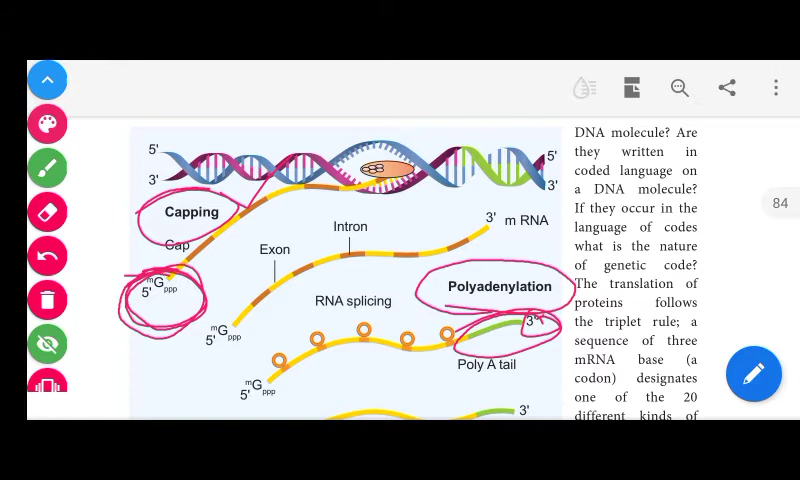 5'
3'
5'
3'
Capping
Cap
mG ppp
5'
Exon
Intron
3' m RNA
mG ppp
5'
RNA splicing
Polyadenylation
3'
Poly A tail
mG ppp
5'
3'
DNA molecule? Are
they written in
coded language on
a DNA molecule?
If they occur in the
language of codes
what is the nature
of genetic code?
The translation of
proteins follows
the triplet rule; a
sequence of three
mRNA base (a
codon) designates
one of the 20
different kinds of
84